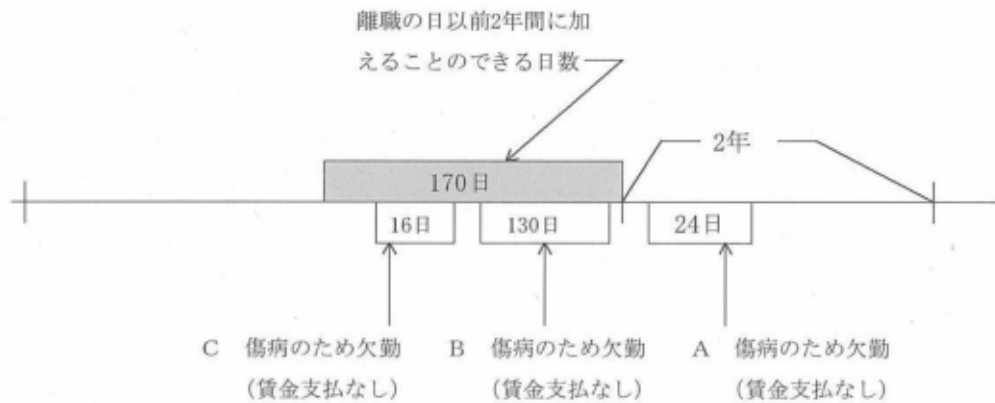 離職の日以前2年間に加
えることのできる日数
2年
170日
16日
130日
24日
C 傷病のため欠勤
(賃金支払なし)
B 傷病のため欠勤
(賃金支払なし)
A 傷病のため欠勤
(賃金支払なし)